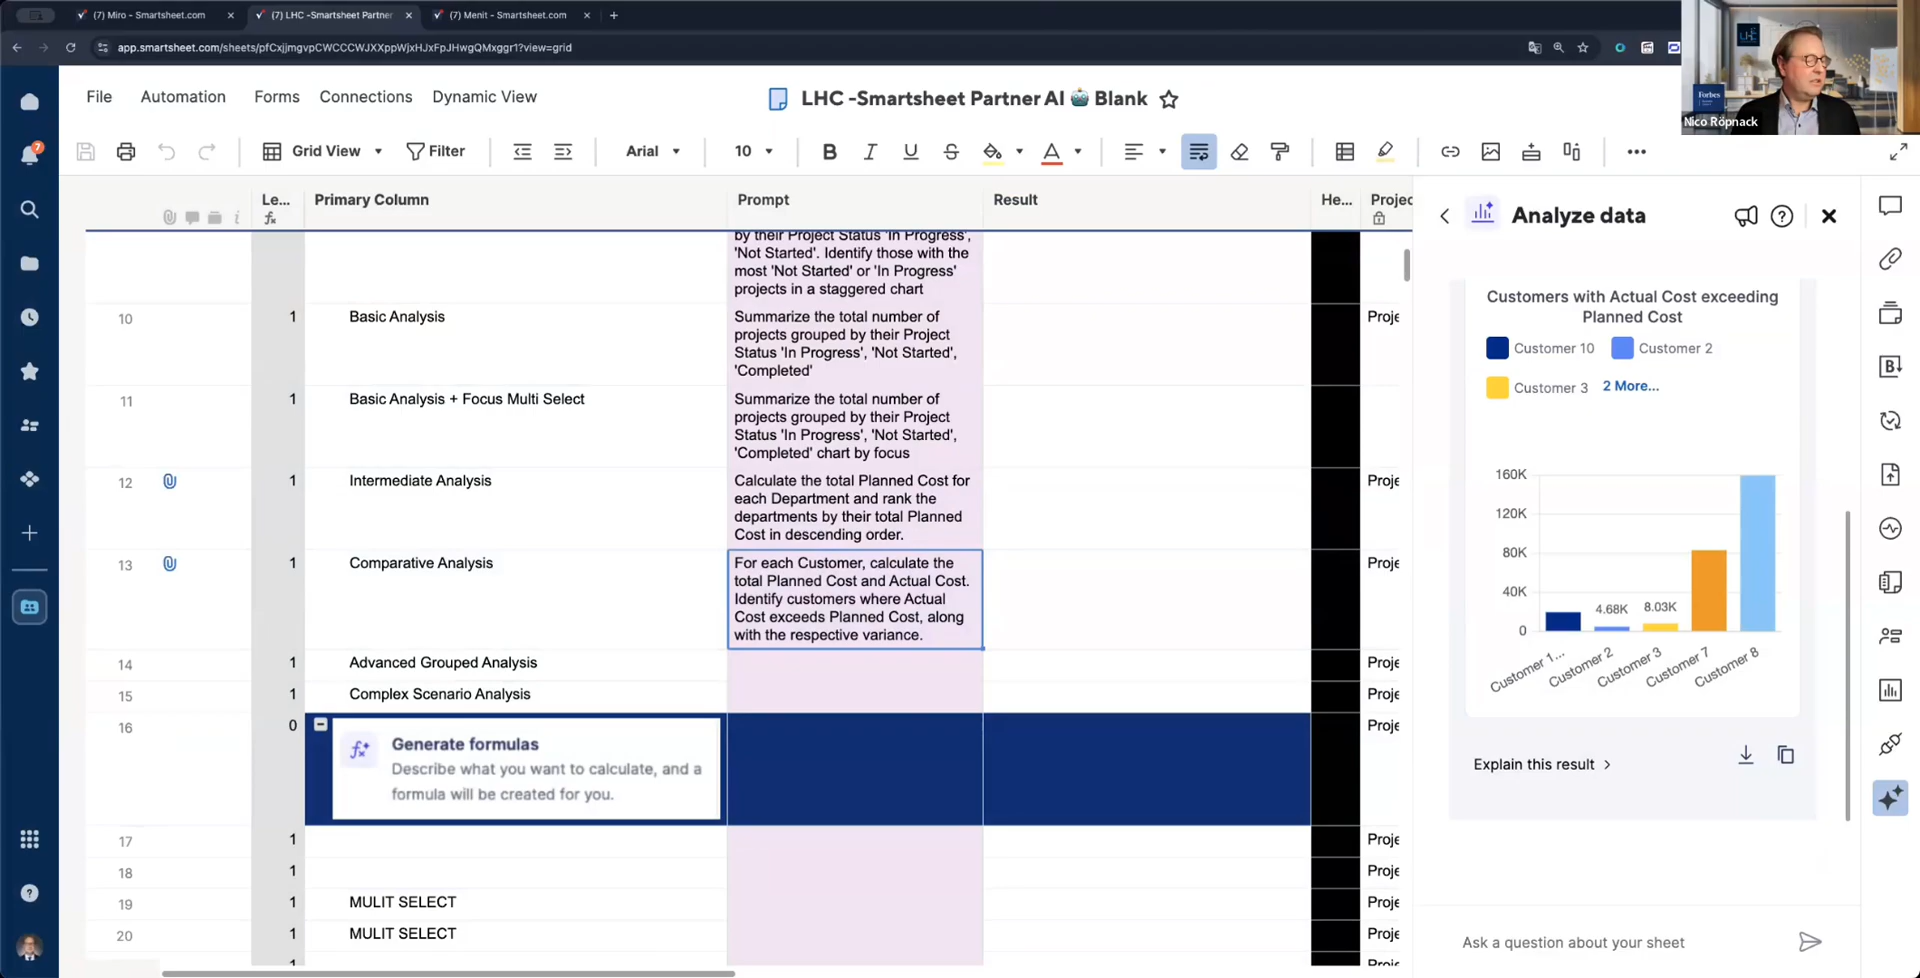 (7) Miro - Smartsheet.com
(7) LHC -Smartsheet Partner
(7) Menit - Smartsheet.com
app.smartsheet.com/sheets/pfCxjjmgvpCWCCCWJXXppWjxHJxFpJHwgQMxggr1?view=grid
LHC
Forbes
Nico Röpnack
7
File
Automation
Forms
Connections
Dynamic View
LHC -Smartsheet Partner AI 🤖 Blank
Grid View
Filter
Arial
10
B
I
U
S
A
Le...
fx
Primary Column
Prompt
Result
He...
Projec
by their Project Status 'In Progress',
'Not Started'. Identify those with the
most 'Not Started' or 'In Progress'
projects in a staggered chart
10
1
Basic Analysis
Summarize the total number of
projects grouped by their Project
Status 'In Progress', 'Not Started',
'Completed'
Proje
11
1
Basic Analysis + Focus Multi Select
Summarize the total number of
projects grouped by their Project
Status 'In Progress', 'Not Started',
'Completed' chart by focus
12
1
Intermediate Analysis
Calculate the total Planned Cost for
each Department and rank the
departments by their total Planned
Cost in descending order.
Proje
13
1
Comparative Analysis
For each Customer, calculate the
total Planned Cost and Actual Cost.
Identify customers where Actual
Cost exceeds Planned Cost, along
with the respective variance.
Proje
14
1
Advanced Grouped Analysis
Proje
15
1
Complex Scenario Analysis
Proje
16
0
Generate formulas
Describe what you want to calculate, and a
formula will be created for you.
Proje
17
1
Proje
18
1
Proje
19
1
MULIT SELECT
Proje
20
1
MULIT SELECT
Proje
Analyze data
Customers with Actual Cost exceeding
Planned Cost
Customer 10
Customer 2
Customer 3
2 More...
160K
120K
80K
40K
0
4.68K
8.03K
Customer 1...
Customer 2
Customer 3
Customer 7
Customer 8
Explain this result
Ask a question about your sheet